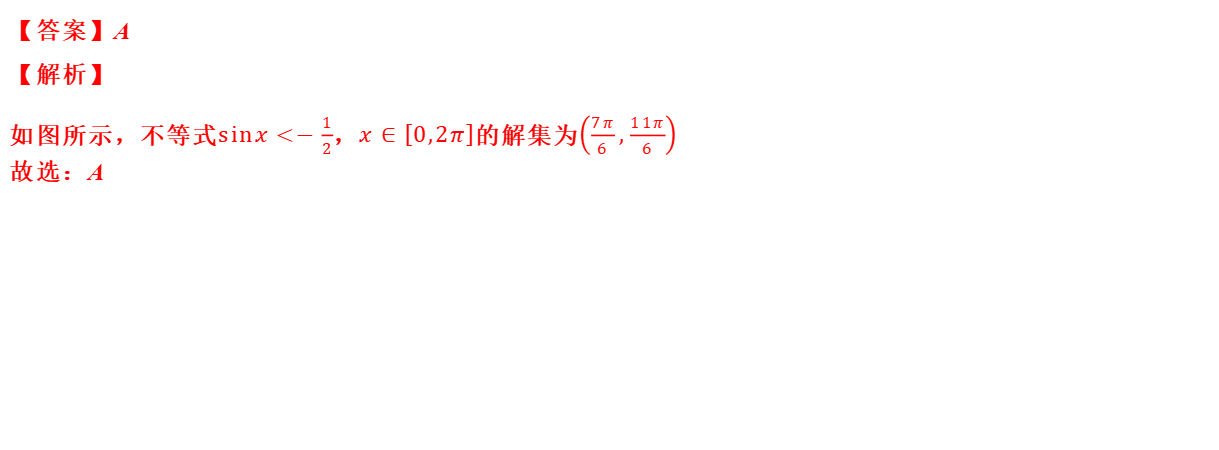 【答案】A
【解析】
如图所示，不等式sinx <− 1/2，x ∈ [0,2π]的解集为(7π/6, 11π/6)
故选：A